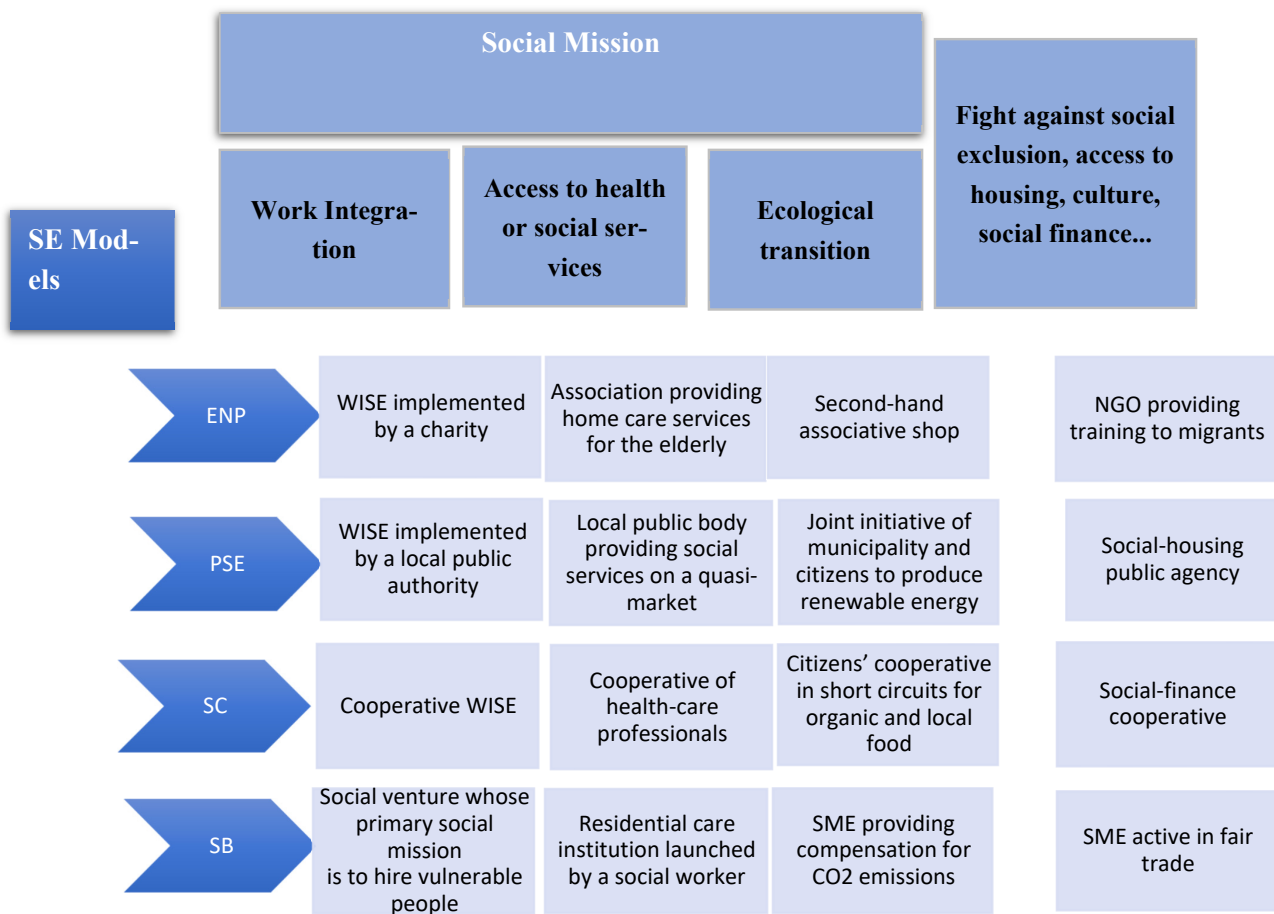 Social Mission
Fight against social
exclusion, access to
housing, culture,
social finance...
Work Integra-
tion
Access to health
or social ser-
vices
Ecological
transition
SE Mod-
els
ENP
WISE implemented
by a charity
Association providing
home care services
for the elderly
Second-hand
associative shop
NGO providing
training to migrants
PSE
WISE implemented
by a local public
authority
Local public body
providing social
services on a quasi-
market
Joint initiative of
municipality and
citizens to produce
renewable energy
Social-housing
public agency
SC
Cooperative WISE
Cooperative of
health-care
professionals
Citizens’ cooperative
in short circuits for
organic and local
food
Social-finance
cooperative
SB
Social venture whose
primary social
mission
is to hire vulnerable
people
Residential care
institution launched
by a social worker
SME providing
compensation for
CO2 emissions
SME active in fair
trade